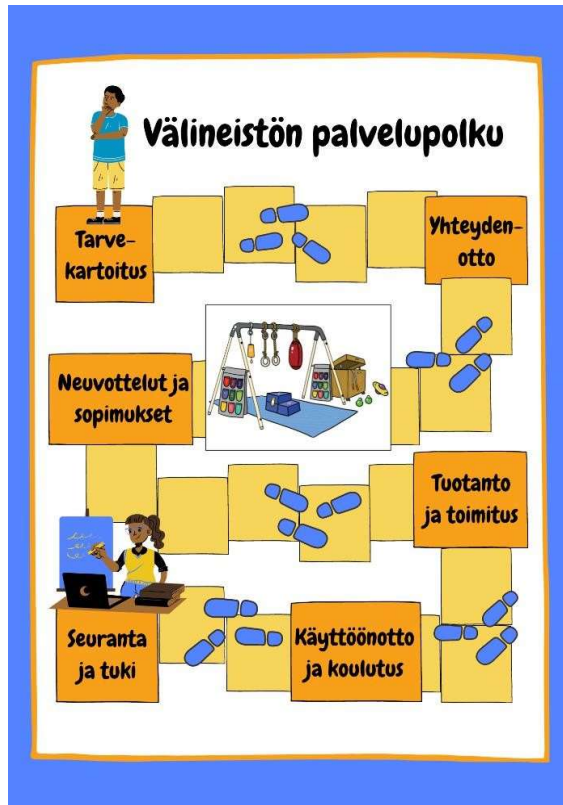 Välineistön palvelupolku
Tarve-
kartoitus
Yhteyden-
otto
Neuvottelut ja
sopimukset
Tuotanto
ja toimitus
Käyttöönotto
ja koulutus
Seuranta
ja tuki